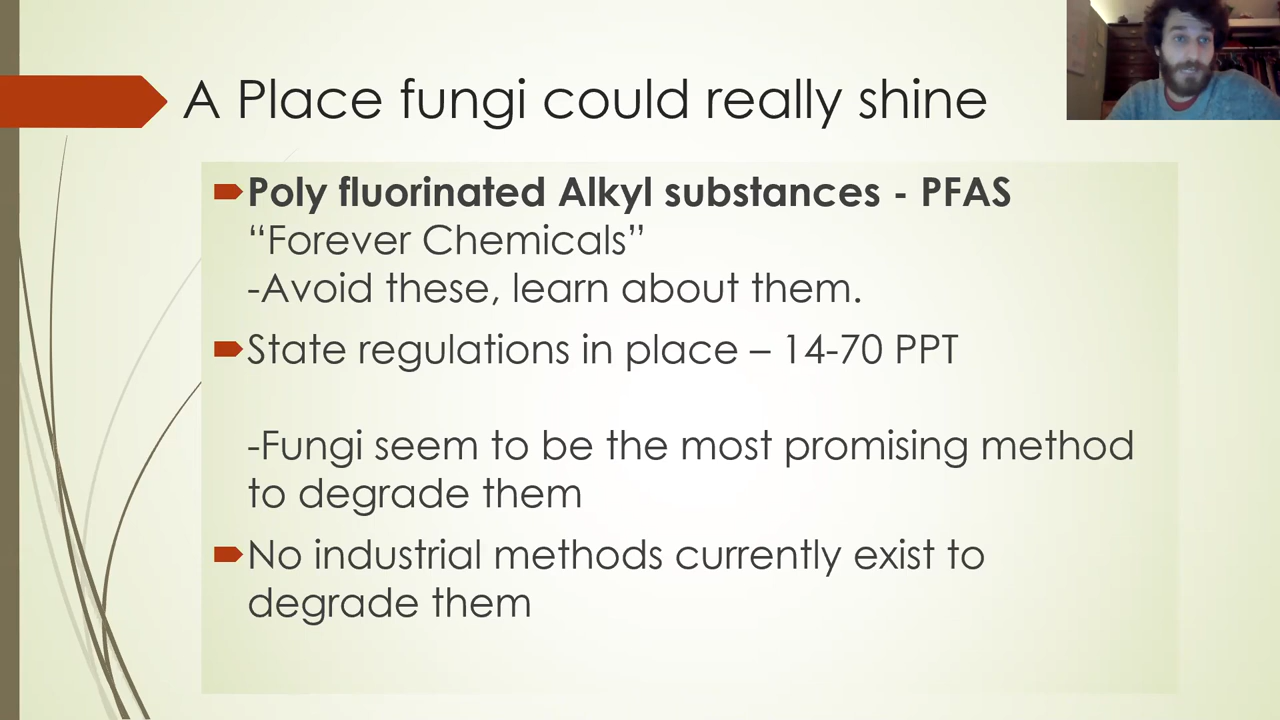 A Place fungi could really shine
Poly fluorinated Alkyl substances - PFAS
“Forever Chemicals”
-Avoid these, learn about them.
State regulations in place – 14-70 PPT
-Fungi seem to be the most promising method
to degrade them
No industrial methods currently exist to
degrade them